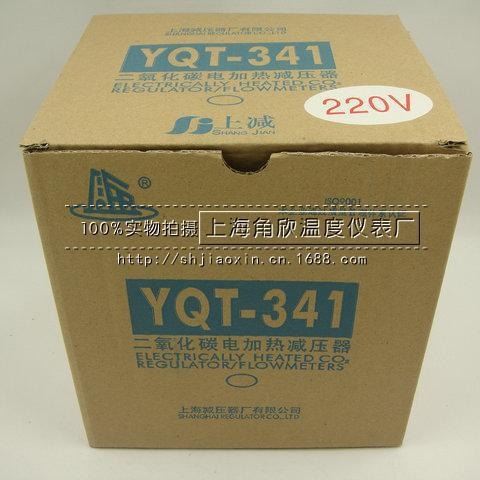 上海减压器厂有限公司
SHANGHAI REGULATOR CO., LTD
YQT-341
二氧化碳电加热减压器
ELECTRICALLY HEATED CO₂
REGULATOR/FLOWMETERS
220V
上减
SHANG JIAN
®
ISO9001
100%实物拍摄
上海角欣温度仪表厂
http://shjiaoxin.cn.1688.com
YQT-341
二氧化碳电加热减压器
ELECTRICALLY HEATED CO₂
REGULATOR/FLOWMETERS
上海减压器厂有限公司
SHANGHAI REGULATOR CO., LTD